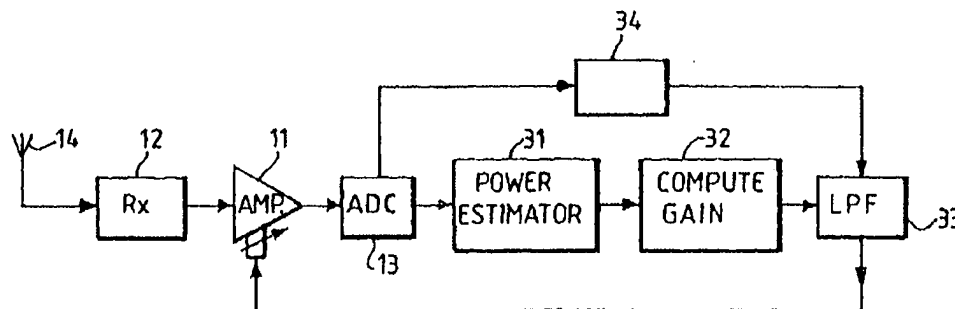 34
14
12
11
31
32
Rx
AMP.
ADC
POWER
ESTIMATOR
COMPUTE
GAIN
LPF
33
13